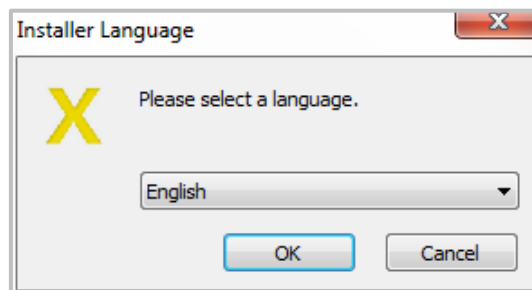 Installer Language
X
Please select a language.
English
OK
Cancel